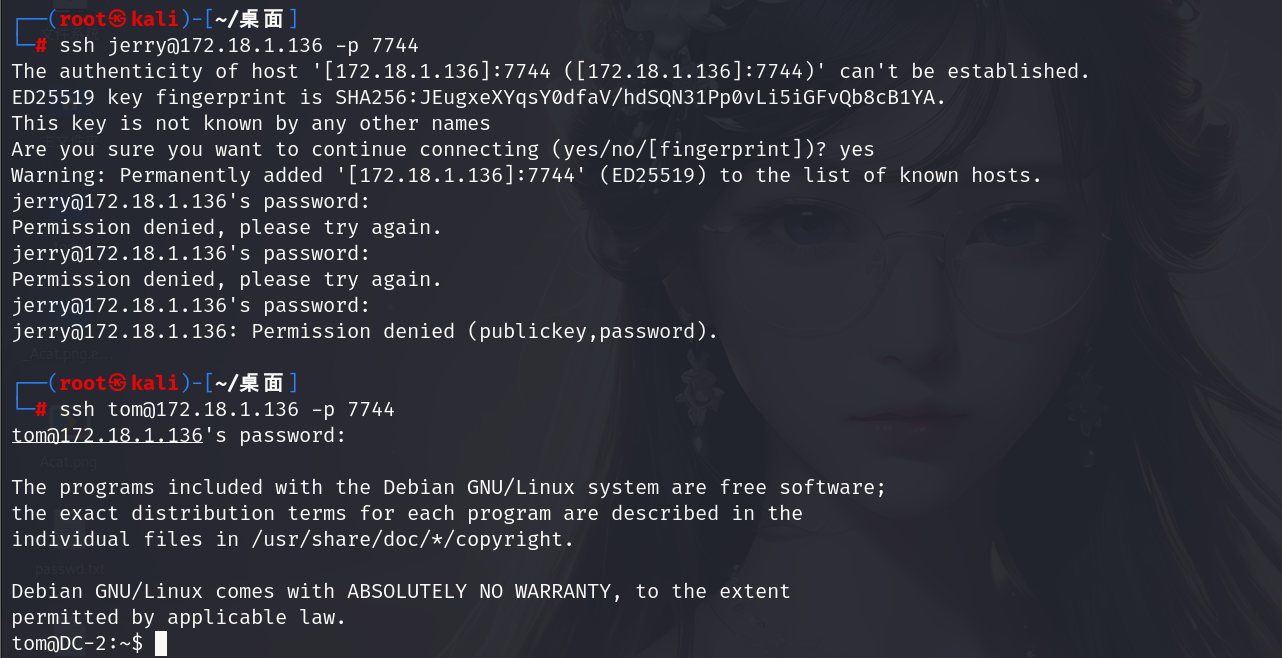 ┌──(root㉿kali)-[~/桌面]
└─# ssh jerry@172.18.1.136 -p 7744
The authenticity of host '[172.18.1.136]:7744 ([172.18.1.136]:7744)' can't be established.
ED25519 key fingerprint is SHA256:JEugxeXYqsY0dfaV/hdSQN31Pp0vLi5iGFvQb8cB1YA.
This key is not known by any other names
Are you sure you want to continue connecting (yes/no/[fingerprint])? yes
Warning: Permanently added '[172.18.1.136]:7744' (ED25519) to the list of known hosts.
jerry@172.18.1.136's password:
Permission denied, please try again.
jerry@172.18.1.136's password:
Permission denied, please try again.
jerry@172.18.1.136's password:
jerry@172.18.1.136: Permission denied (publickey,password).
_Acat.png.e...
┌──(root㉿kali)-[~/桌面]
└─# ssh tom@172.18.1.136 -p 7744
tom@172.18.1.136's password:
Acat.png
The programs included with the Debian GNU/Linux system are free software;
the exact distribution terms for each program are described in the
individual files in /usr/share/doc/*/copyright.
passwd.txt
Debian GNU/Linux comes with ABSOLUTELY NO WARRANTY, to the extent
permitted by applicable law.
tom@DC-2:~$